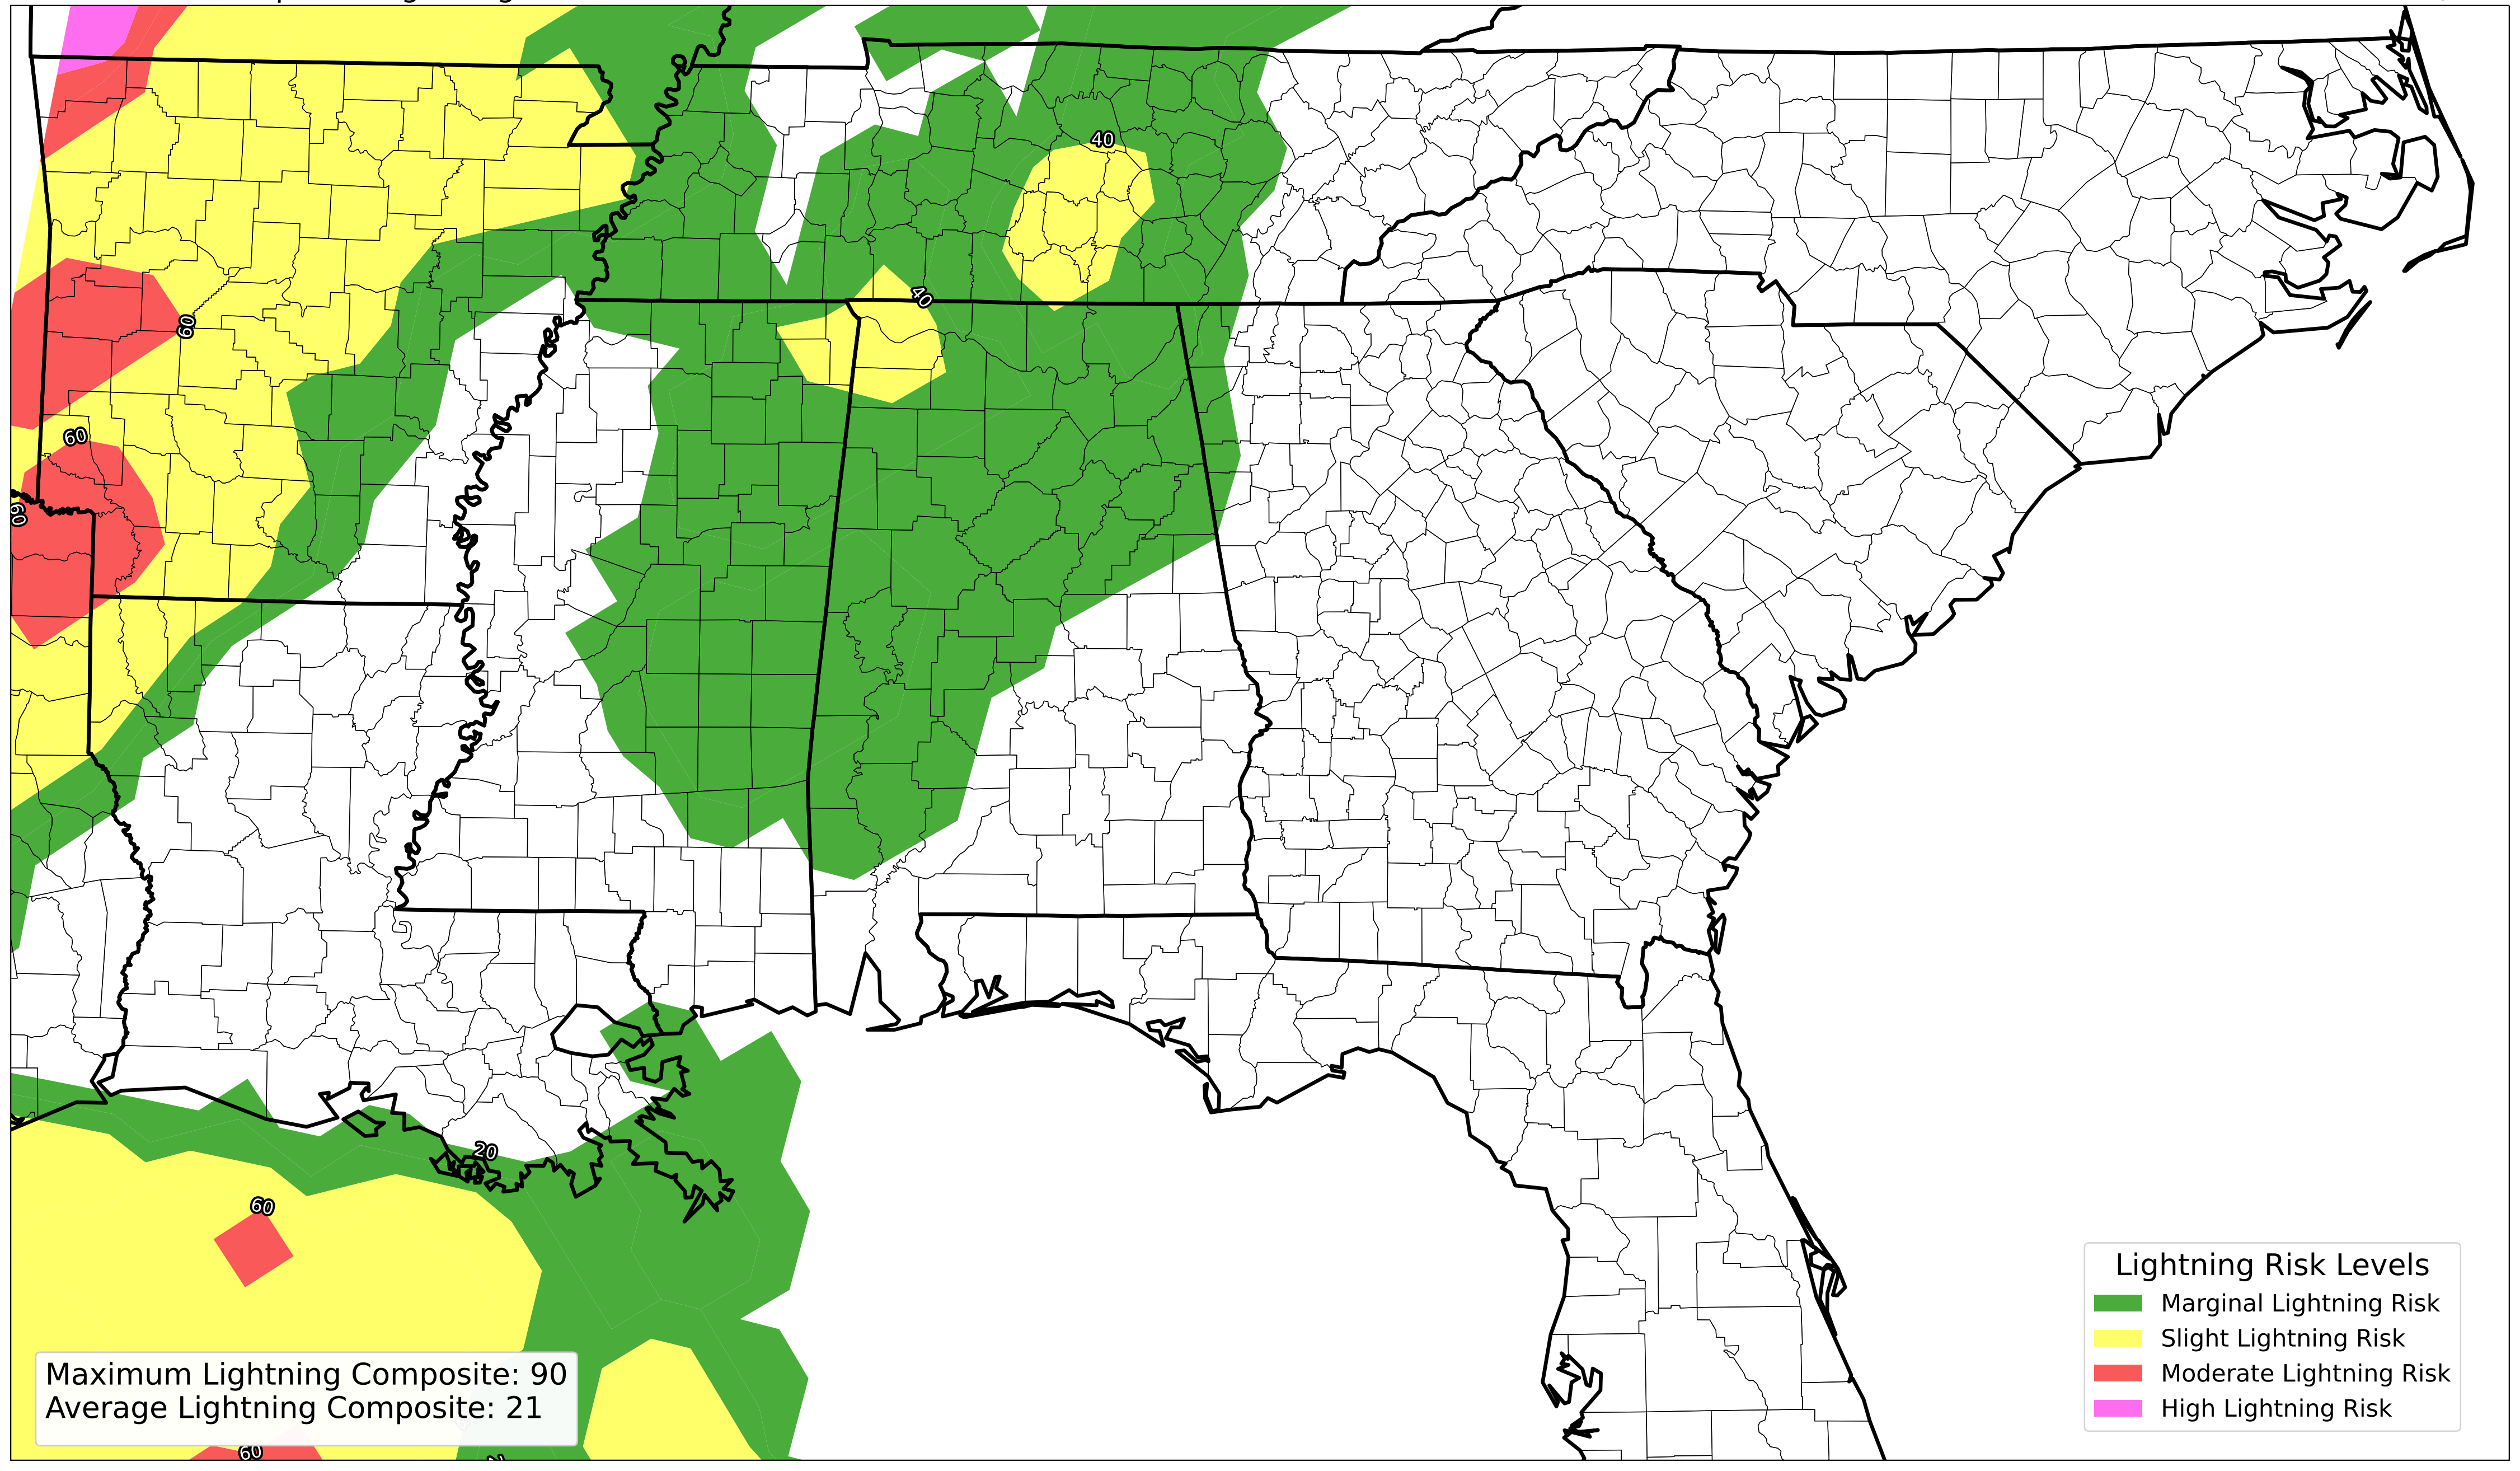 40
40
60
60
60
20
60
Maximum Lightning Composite: 90
Average Lightning Composite: 21
60
Lightning Risk Levels
Marginal Lightning Risk
Slight Lightning Risk
Moderate Lightning Risk
High Lightning Risk